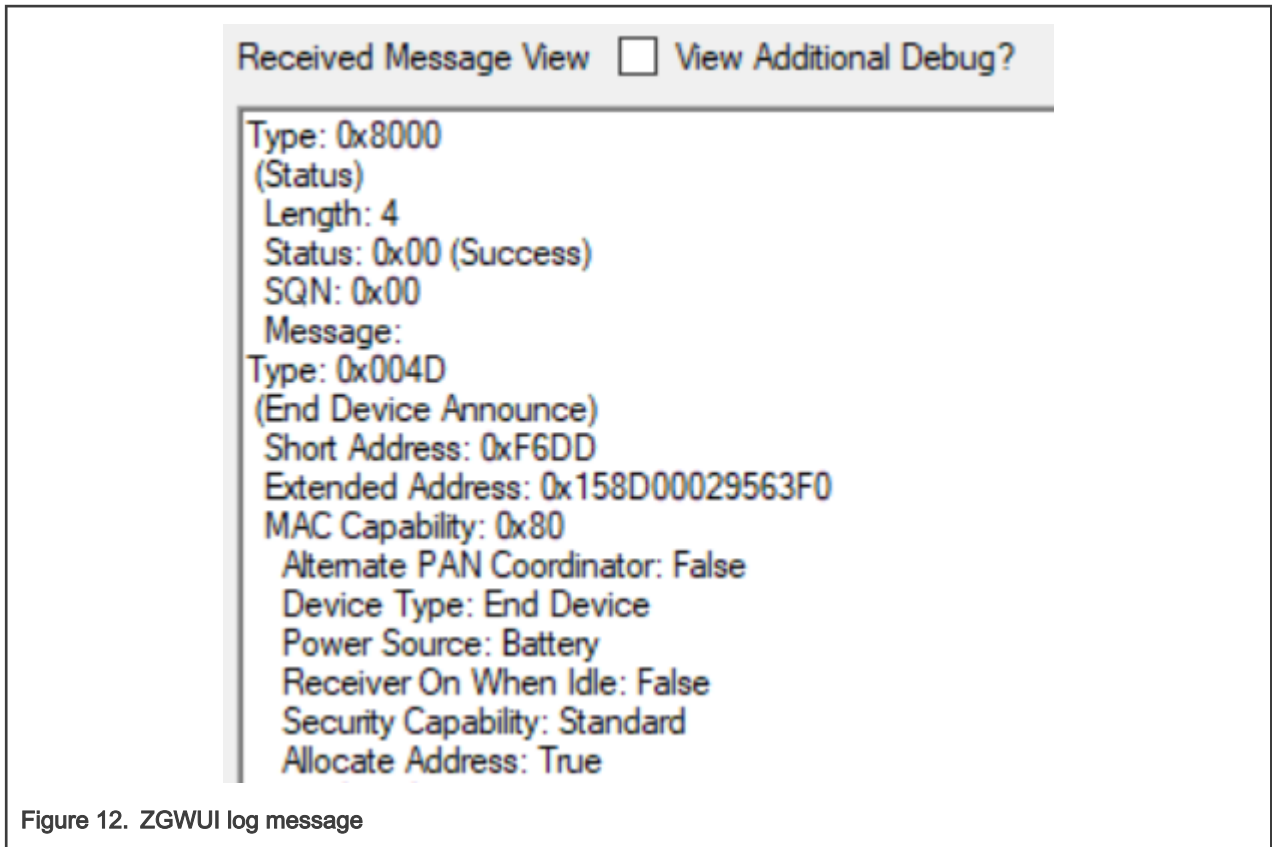 Received Message View View Additional Debug?
Type: 0x8000
(Status)
Length: 4
Status: 0x00 (Success)
SQN: 0x00
Message:
Type: 0x004D
(End Device Announce)
Short Address: 0xF6DD
Extended Address: 0x158D00029563F0
MAC Capability: 0x80
Alternate PAN Coordinator: False
Device Type: End Device
Power Source: Battery
Receiver On When Idle: False
Security Capability: Standard
Allocate Address: True
Figure 12. ZGWUI log message